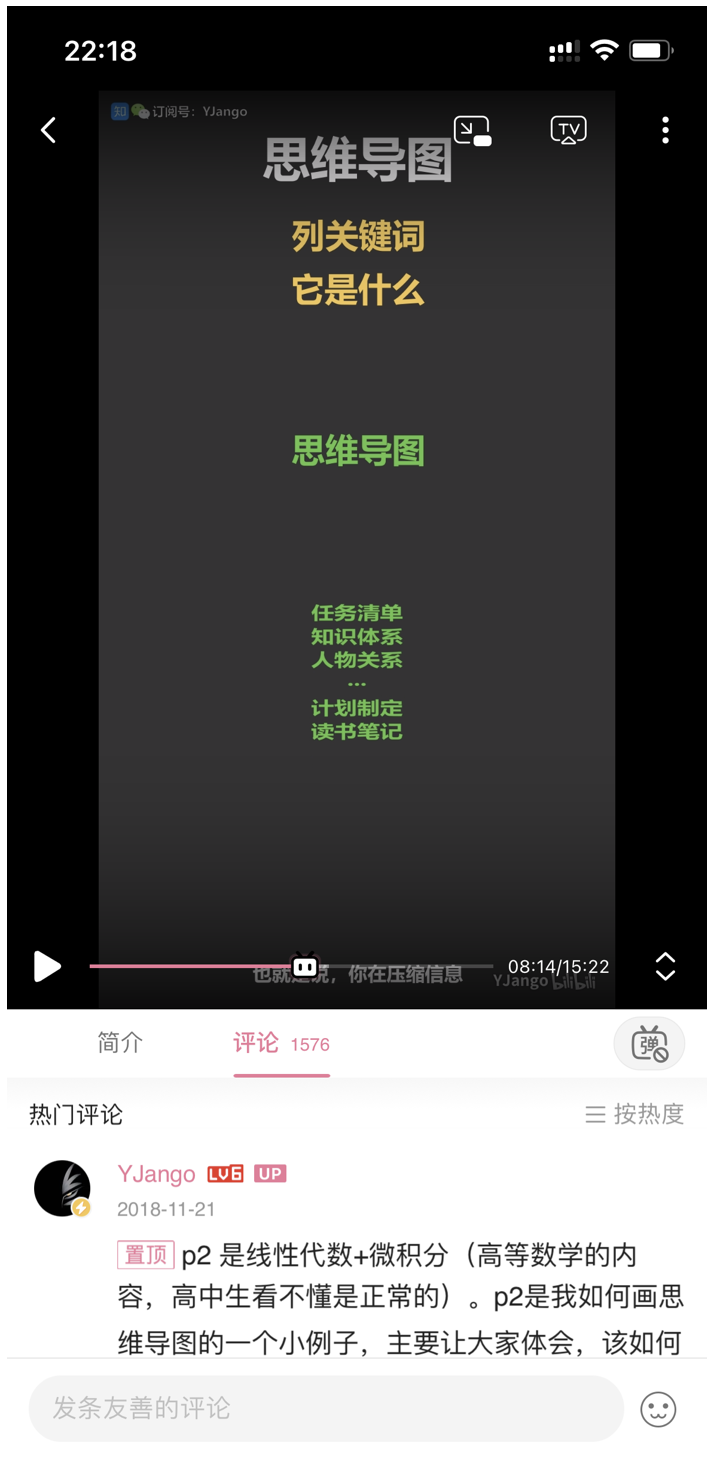 22:18
知 订阅号：YJango
TV
思维导图
列关键词
它是什么
思维导图
任务清单
知识体系
人物关系
...
计划制定
读书笔记
也就是说，你在压缩信息
08:14/15:22
YJango bilibili
简介
评论 1576
弹
热门评论
按热度
YJango LV6 UP
2018-11-21
置顶 p2 是线性代数+微积分（高等数学的内
容，高中生看不懂是正常的）。p2是我如何画思
维导图的一个小例子，主要让大家体会，该如何
发条友善的评论